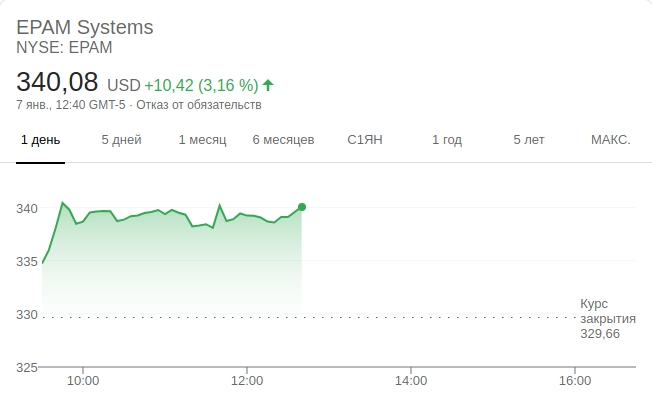 EPAM Systems
NYSE: EPAM
340,08 USD +10,42 (3,16 %)
7 янв., 12:40 GMT-5 · Отказ от обязательств
1 день 5 дней 1 месяц 6 месяцев С1ЯН 1 год 5 лет МАКС.
340
335
330
Курс
закрытия
329,66
325
10:00 12:00 14:00 16:00